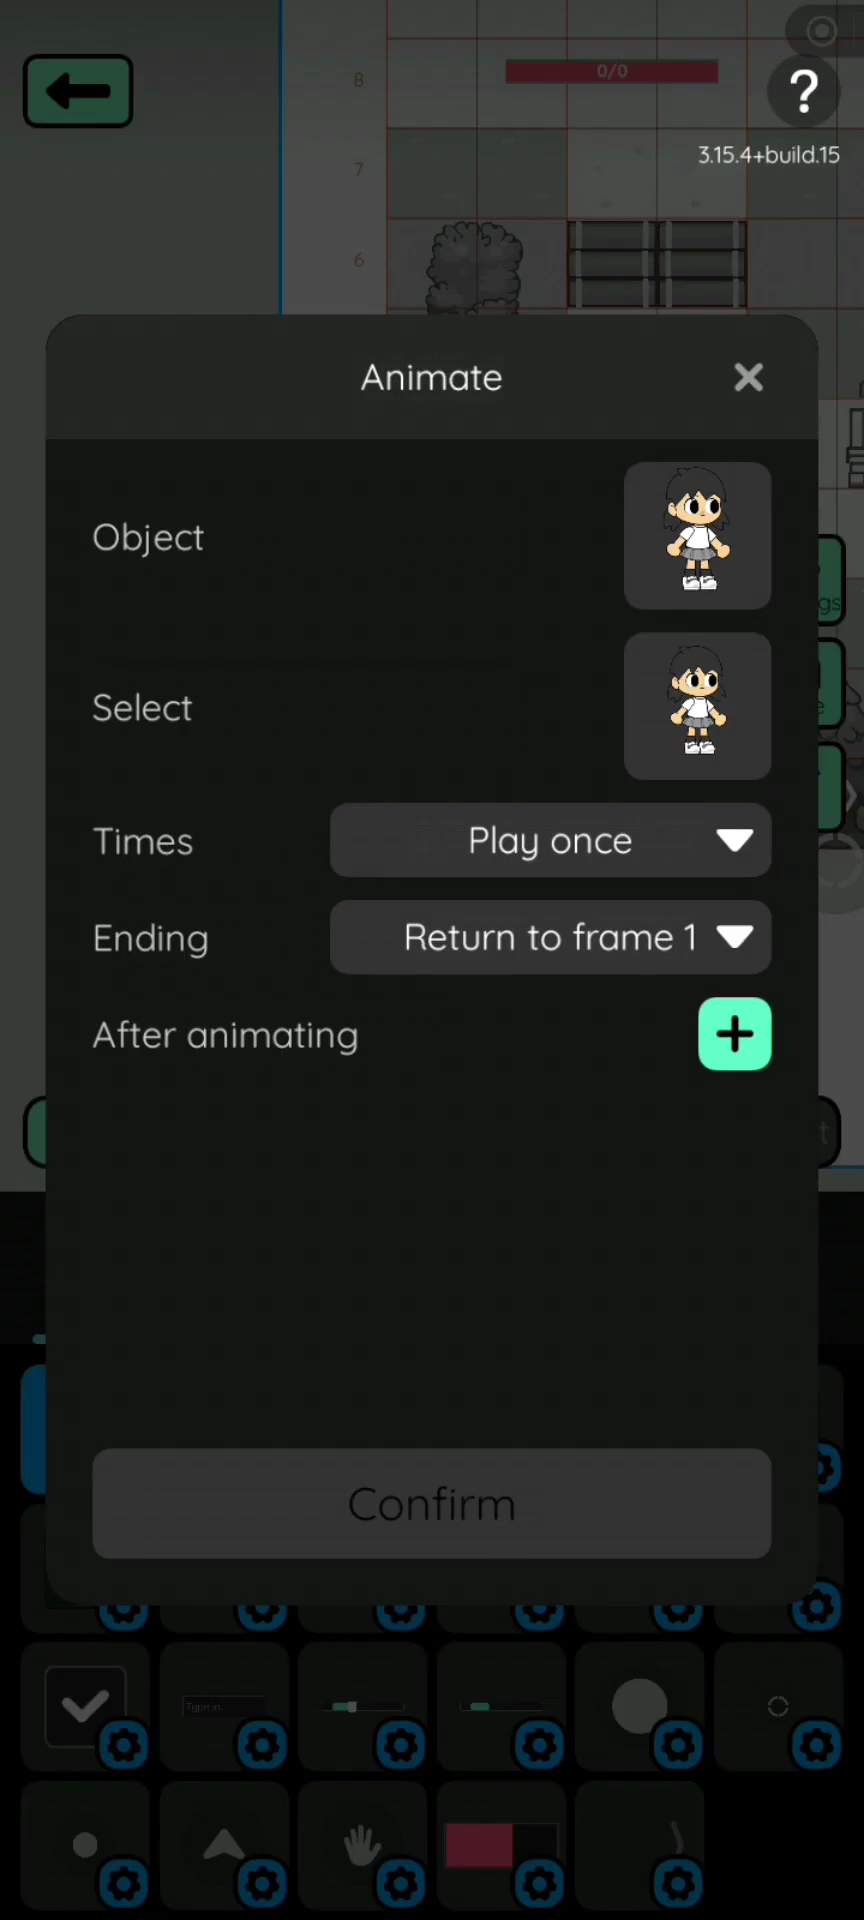 8
0/0
?
3.15.4+build.15
7
6
Animate
Object
gs
Select
e
Times
Play once
Ending
Return to frame 1
After animating
t
Confirm